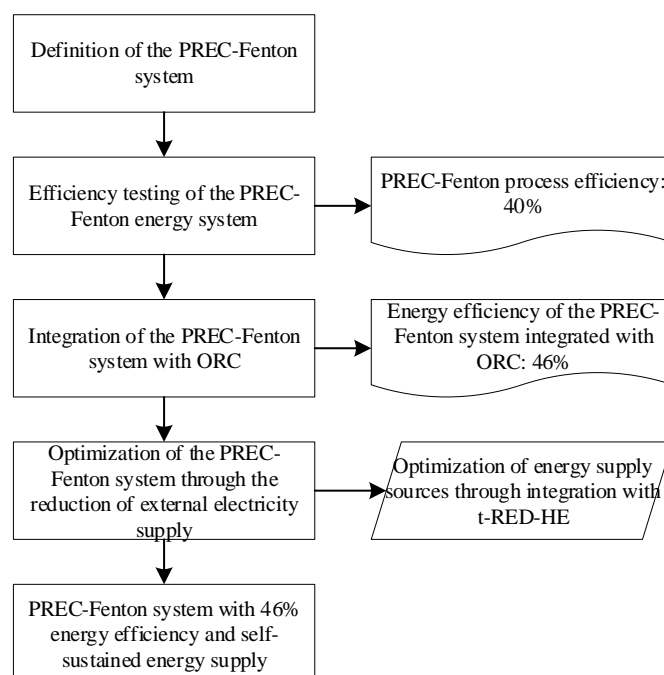 Definition of the PREC-Fenton
system
Efficiency testing of the PREC-
Fenton energy system
PREC-Fenton process efficiency:
40%
Integration of the PREC-Fenton
system with ORC
Energy efficiency of the PREC-
Fenton system integrated with
ORC: 46%
Optimization of the PREC-
Fenton system through the
reduction of external electricity
supply
Optimization of energy supply
sources through integration with
t-RED-HE
PREC-Fenton system with 46%
energy efficiency and self-
sustained energy supply